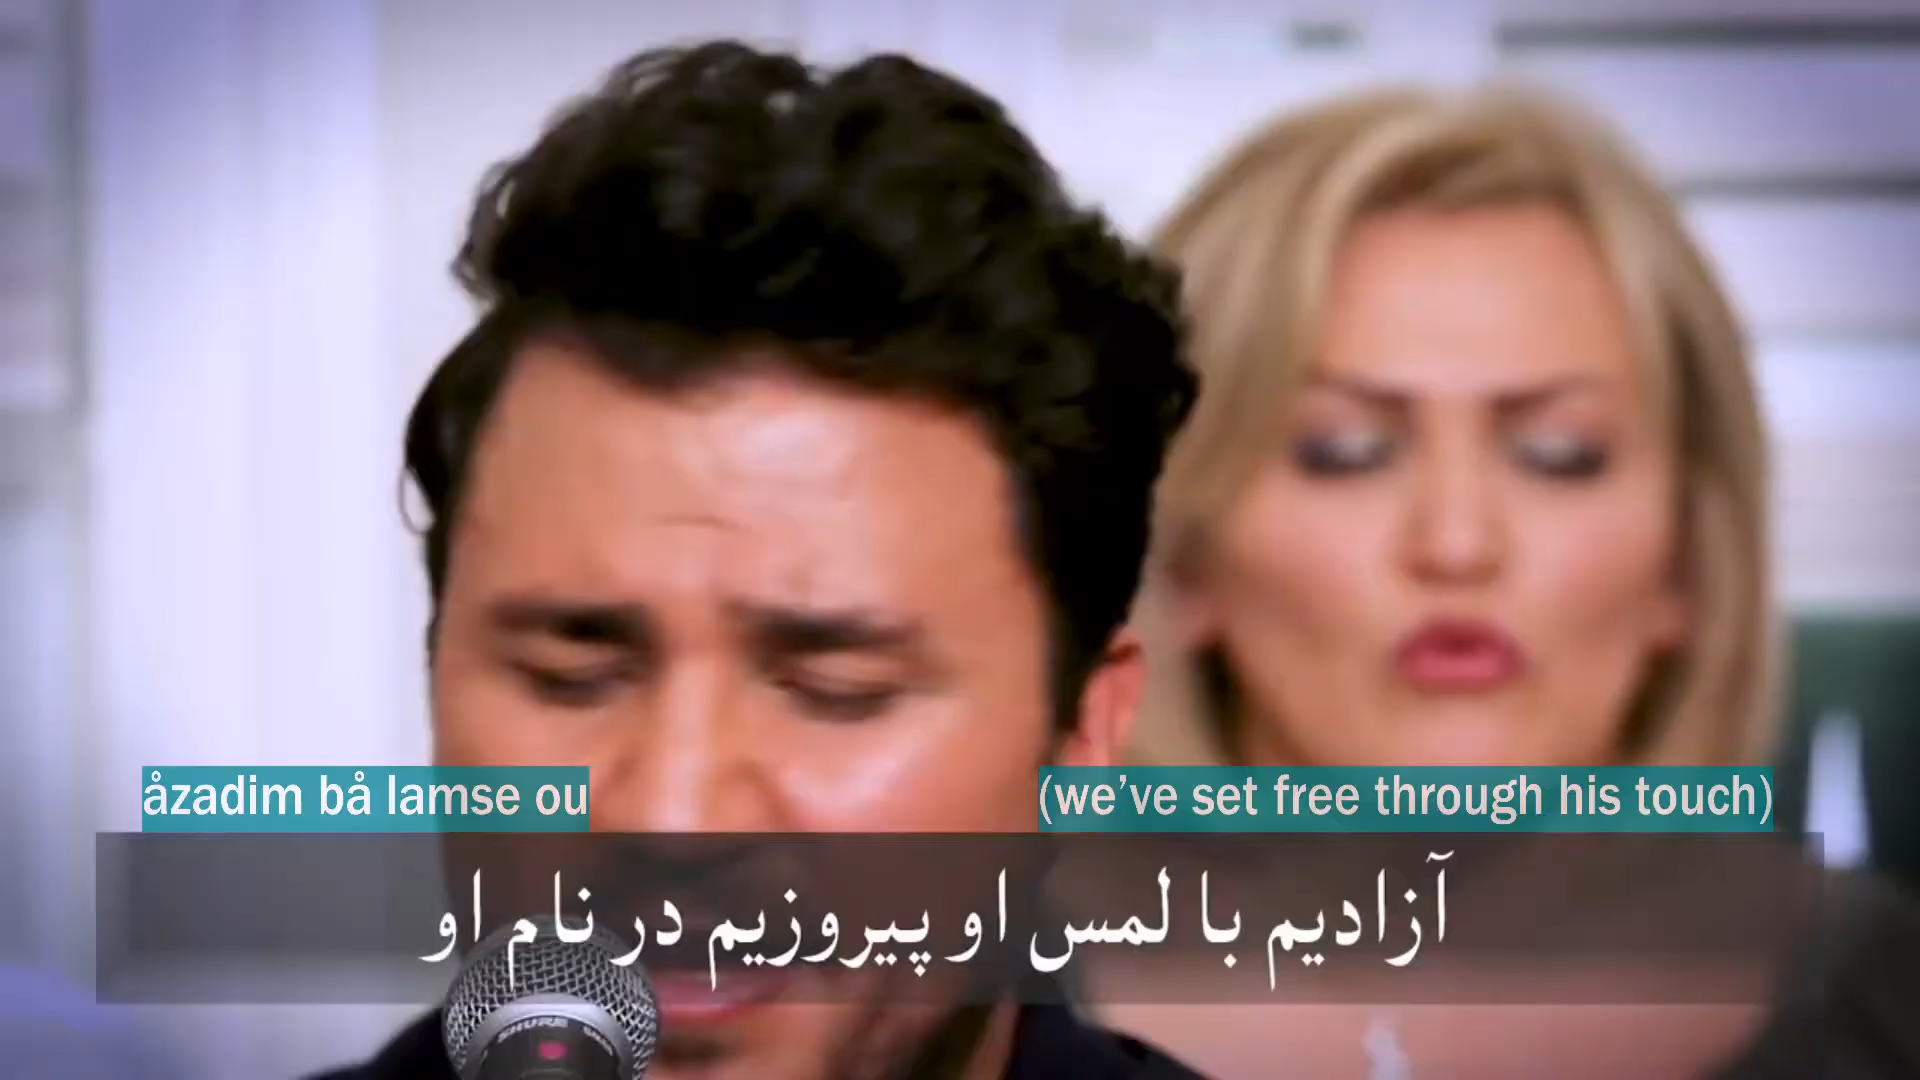 åzadim bå lamse ou (we’ve set free through his touch)
آزادیم با لمس او پیروزیم در نام او
SHURE